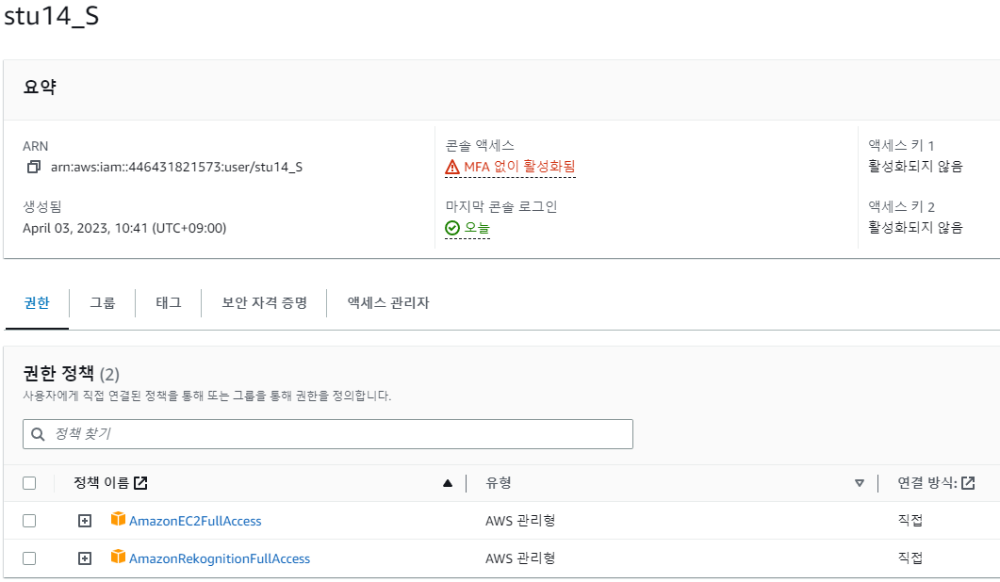 stu14_S
요약
ARN
arn:aws:iam::446431821573:user/stu14_S
생성됨
April 03, 2023, 10:41 (UTC+09:00)
콘솔 액세스
MFA 없이 활성화됨
마지막 콘솔 로그인
오늘
액세스 키 1
활성화되지 않음
액세스 키 2
활성화되지 않음
권한 그룹 태그 보안 자격 증명 액세스 관리자
권한 정책 (2)
사용자에게 직접 연결된 정책을 통해 또는 그룹을 통해 권한을 정의합니다.
정책 찾기
정책 이름 유형 연결 방식:
AmazonEC2FullAccess AWS 관리형 직접
AmazonRekognitionFullAccess AWS 관리형 직접